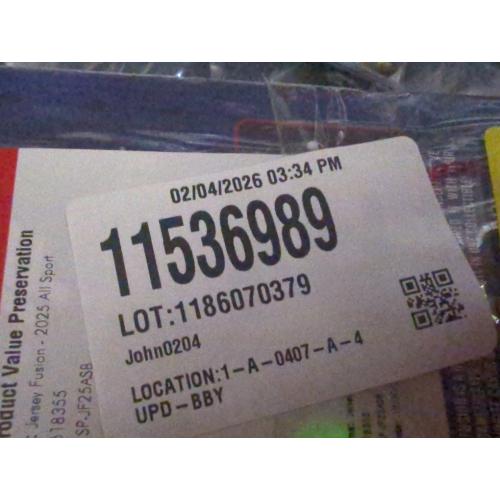 02/04/2026 03:34 PM
11536989
LOT:1186070379
John0204
LOCATION:1-A-0407-A-4
UPD-BBY
roduct Value Preservation
: Jersey Fusion - 2025 All Sport
18355
SP-JF25ASB